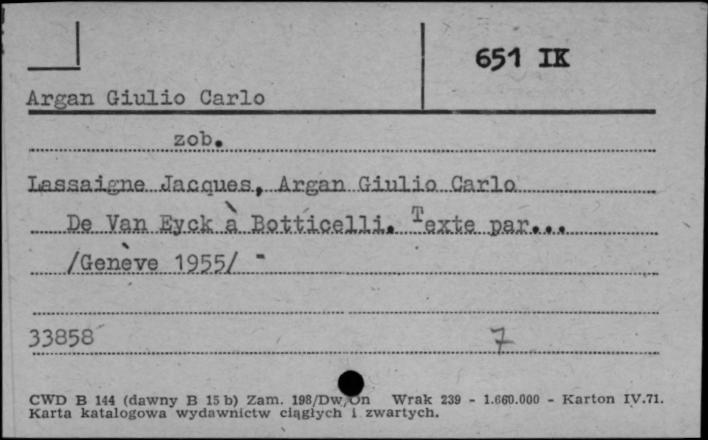 651 IK
Argan Giulio Carlo
zob.
Lassaigne Jacques, Argan Giulio Carlo
De Van Eyck à Botticelli. Texte par...
/Genève 1955/ -
33858 7
CWD B 144 (dawny B 15 b) Zam. 198/Dw/On Wrak 239 - 1.660.000 - Karton IV.71.
Karta katalogowa wydawnictw ciągłych i zwartych.